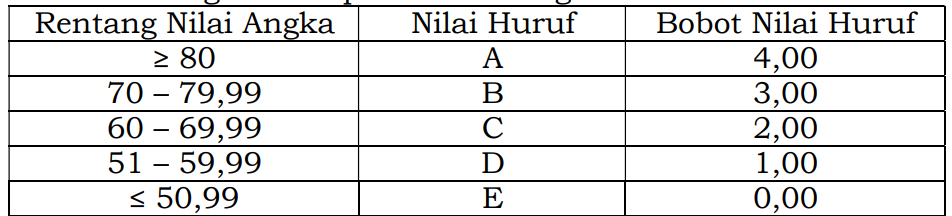 Rentang Nilai Angka Nilai Huruf Bobot Nilai Huruf
≥ 80 A 4,00
70 – 79,99 B 3,00
60 – 69,99 C 2,00
51 – 59,99 D 1,00
≤ 50,99 E 0,00